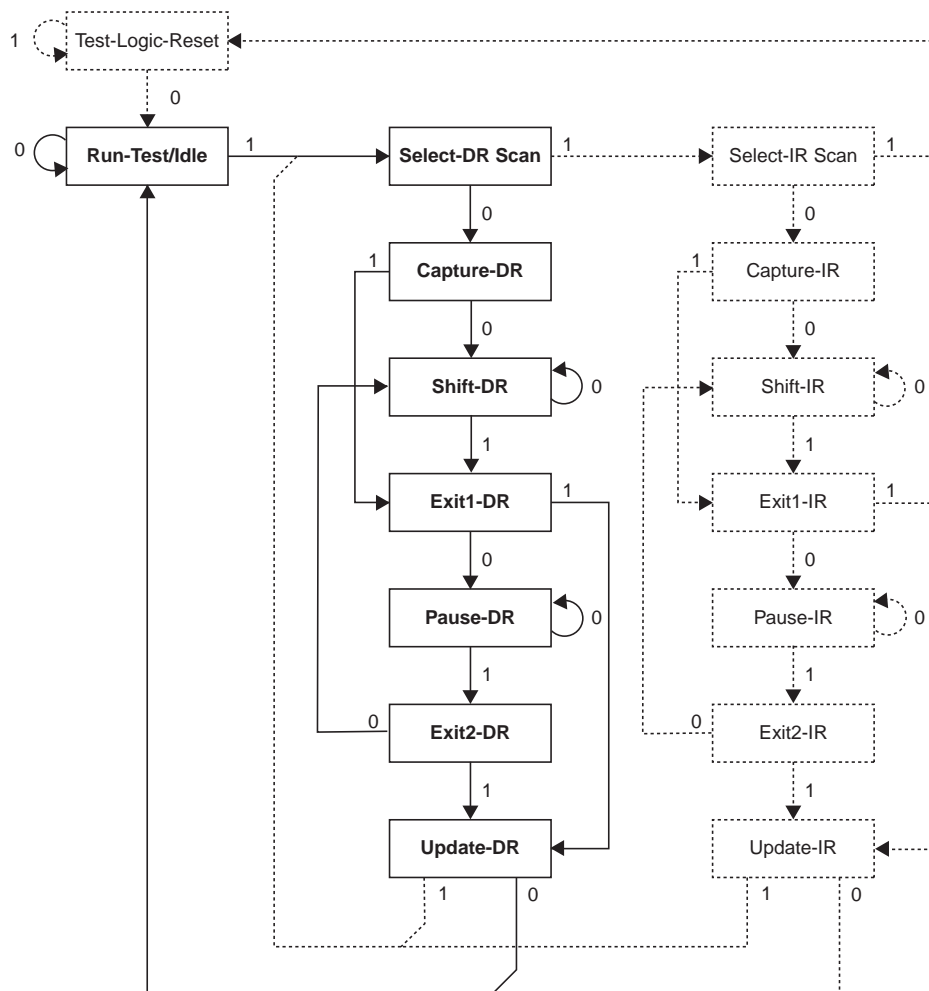 1 Test-Logic-Reset
0
0 Run-Test/Idle 1 Select-DR Scan 1 Select-IR Scan 1
0 0
1 Capture-DR 1 Capture-IR
0 0
Shift-DR 0 Shift-IR 0
1 1
Exit1-DR 1 Exit1-IR 1
0 0
Pause-DR 0 Pause-IR 0
1 1
0 Exit2-DR 0 Exit2-IR
1 1
Update-DR Update-IR
1 0 1 0